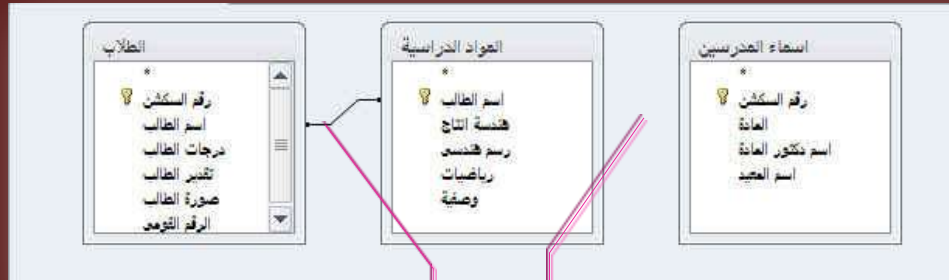 اسماء المدرسين
*
رقم السكشن
المادة
اسم دكتور المادة
اسم المعيد
المواد الدراسية
*
اسم الطالب
هندسة انتاج
رسم هندسى
رياضيات
وصفية
الطلاب
*
رقم السكشن
اسم الطالب
درجات الطالب
تقدير الطالب
صورة الطالب
الرقم القومى